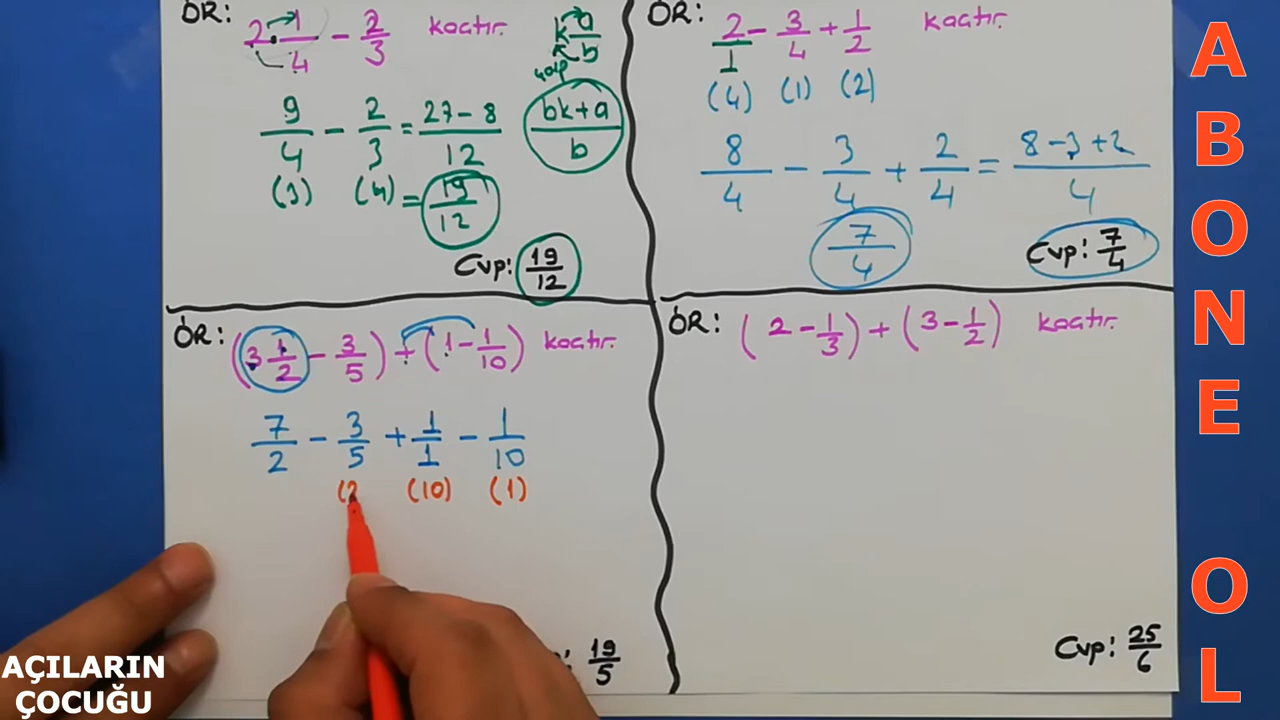 ÖR: 2 1/4 - 2/3 kaçtır.
k a/b
9/4 - 2/3 = 27-8/12
(3) (4) = 19/12
bk+a/b
Cvp: 19/12
ÖR: 2/1 - 3/4 + 1/2 kaçtır.
(4) (1) (2)
8/4 - 3/4 + 2/4 = 8-3+2/4
7/4
Cvp: 7/4
ÖR: (3 1/2 - 3/5) + (1 - 1/10) kaçtır.
7/2 - 3/5 + 1/1 - 1/10
(2 (10) (1)
19/5
ÖR: (2 - 1/3) + (3 - 1/2) kaçtır.
Cvp: 25/6
ABONE OL
AÇILARIN
ÇOCUĞU